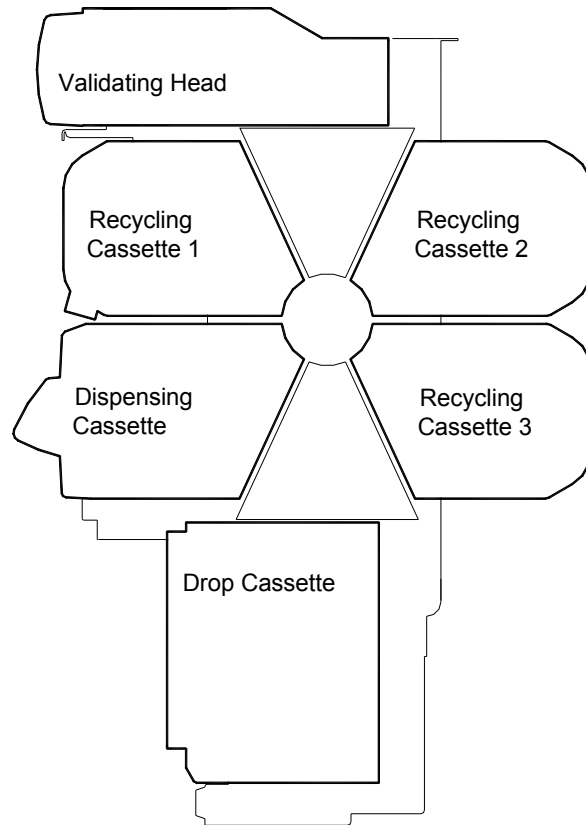 Validating Head
Recycling
Cassette 1
Recycling
Cassette 2
Dispensing
Cassette
Recycling
Cassette 3
Drop Cassette